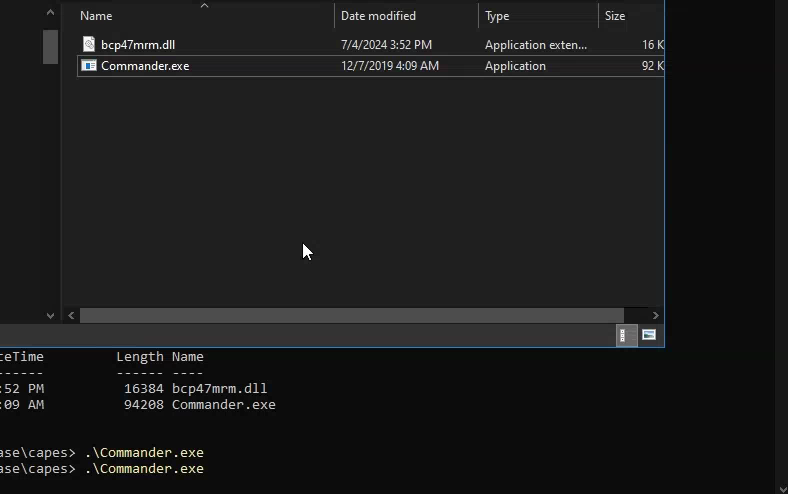 Name Date modified Type Size
bcp47mrm.dll 7/4/2024 3:52 PM Application exten... 16 K
Commander.exe 12/7/2019 4:09 AM Application 92 K
teTime Length Name
------ ------ ----
:52 PM 16384 bcp47mrm.dll
:09 AM 94208 Commander.exe
ase\capes> .\Commander.exe
ase\capes> .\Commander.exe